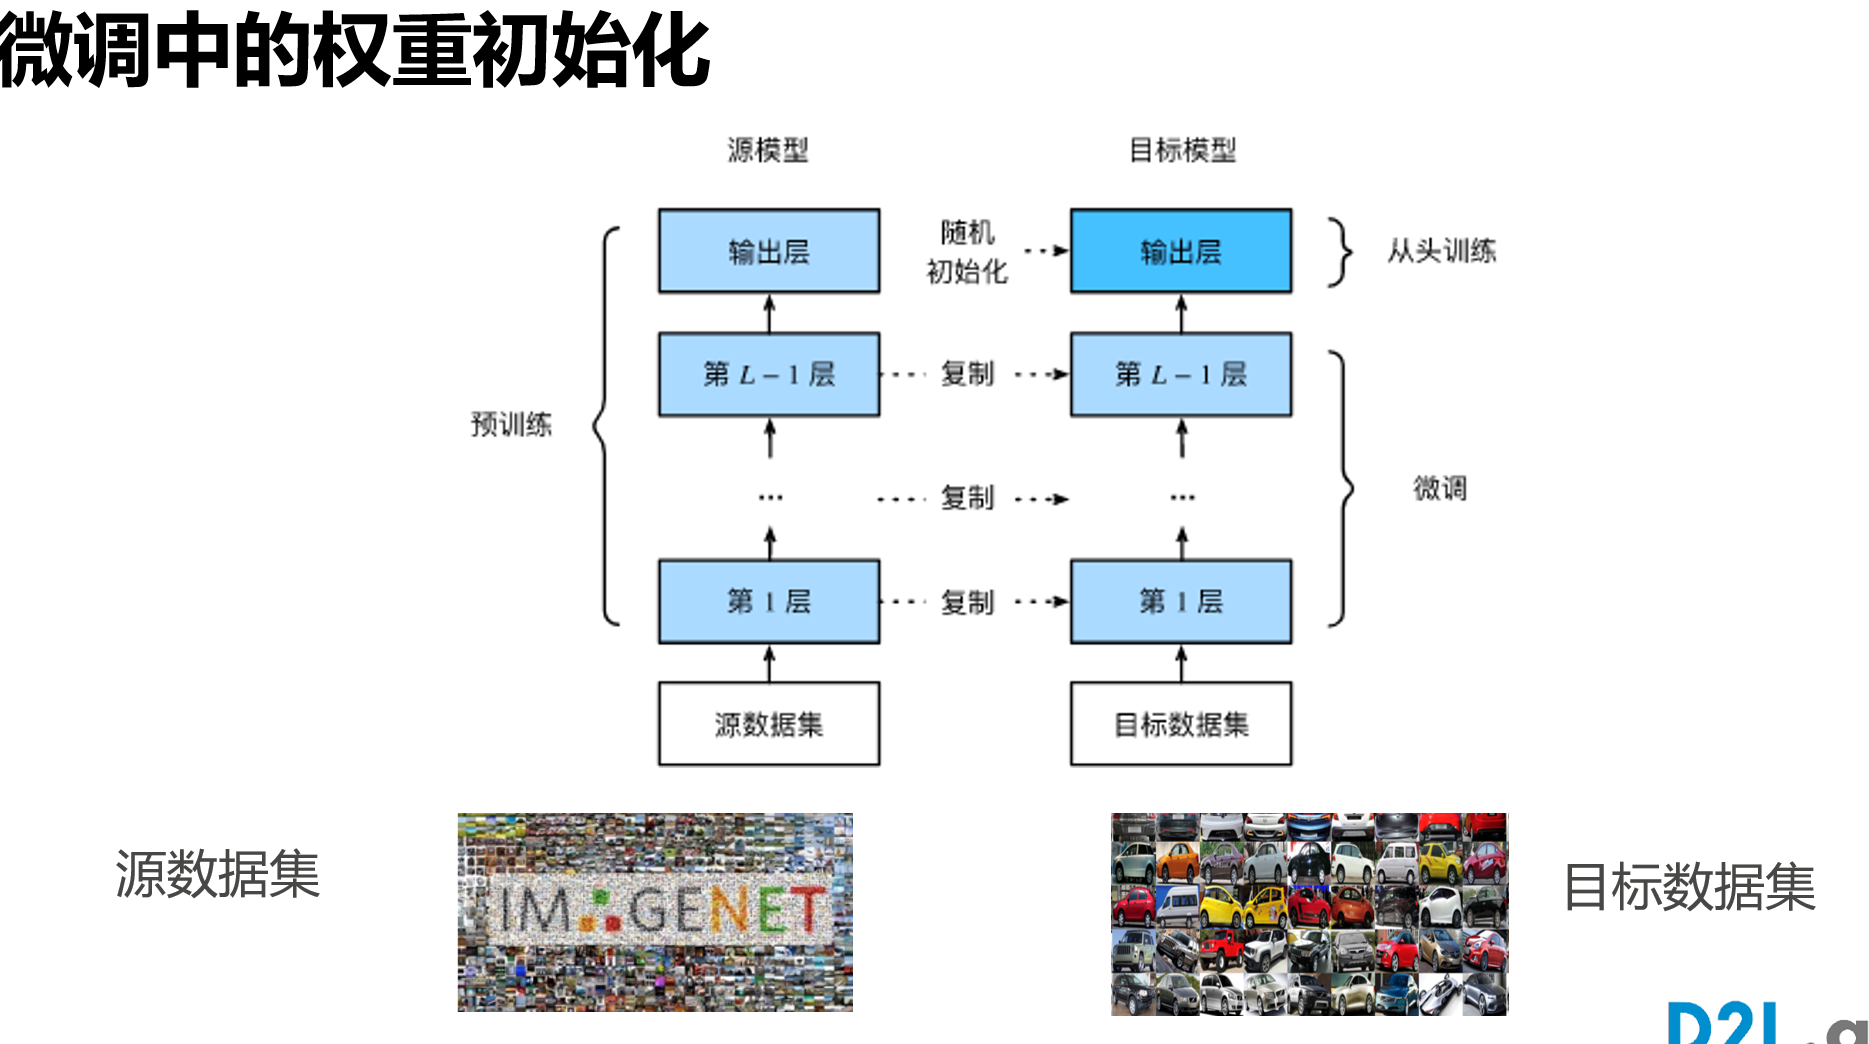 微调中的权重初始化
源模型
目标模型
输出层
随机
初始化
输出层
从头训练
第 L − 1 层
复制
第 L − 1 层
预训练
...
复制
...
微调
第 1 层
复制
第 1 层
源数据集
目标数据集
源数据集
IMAGENET
目标数据集